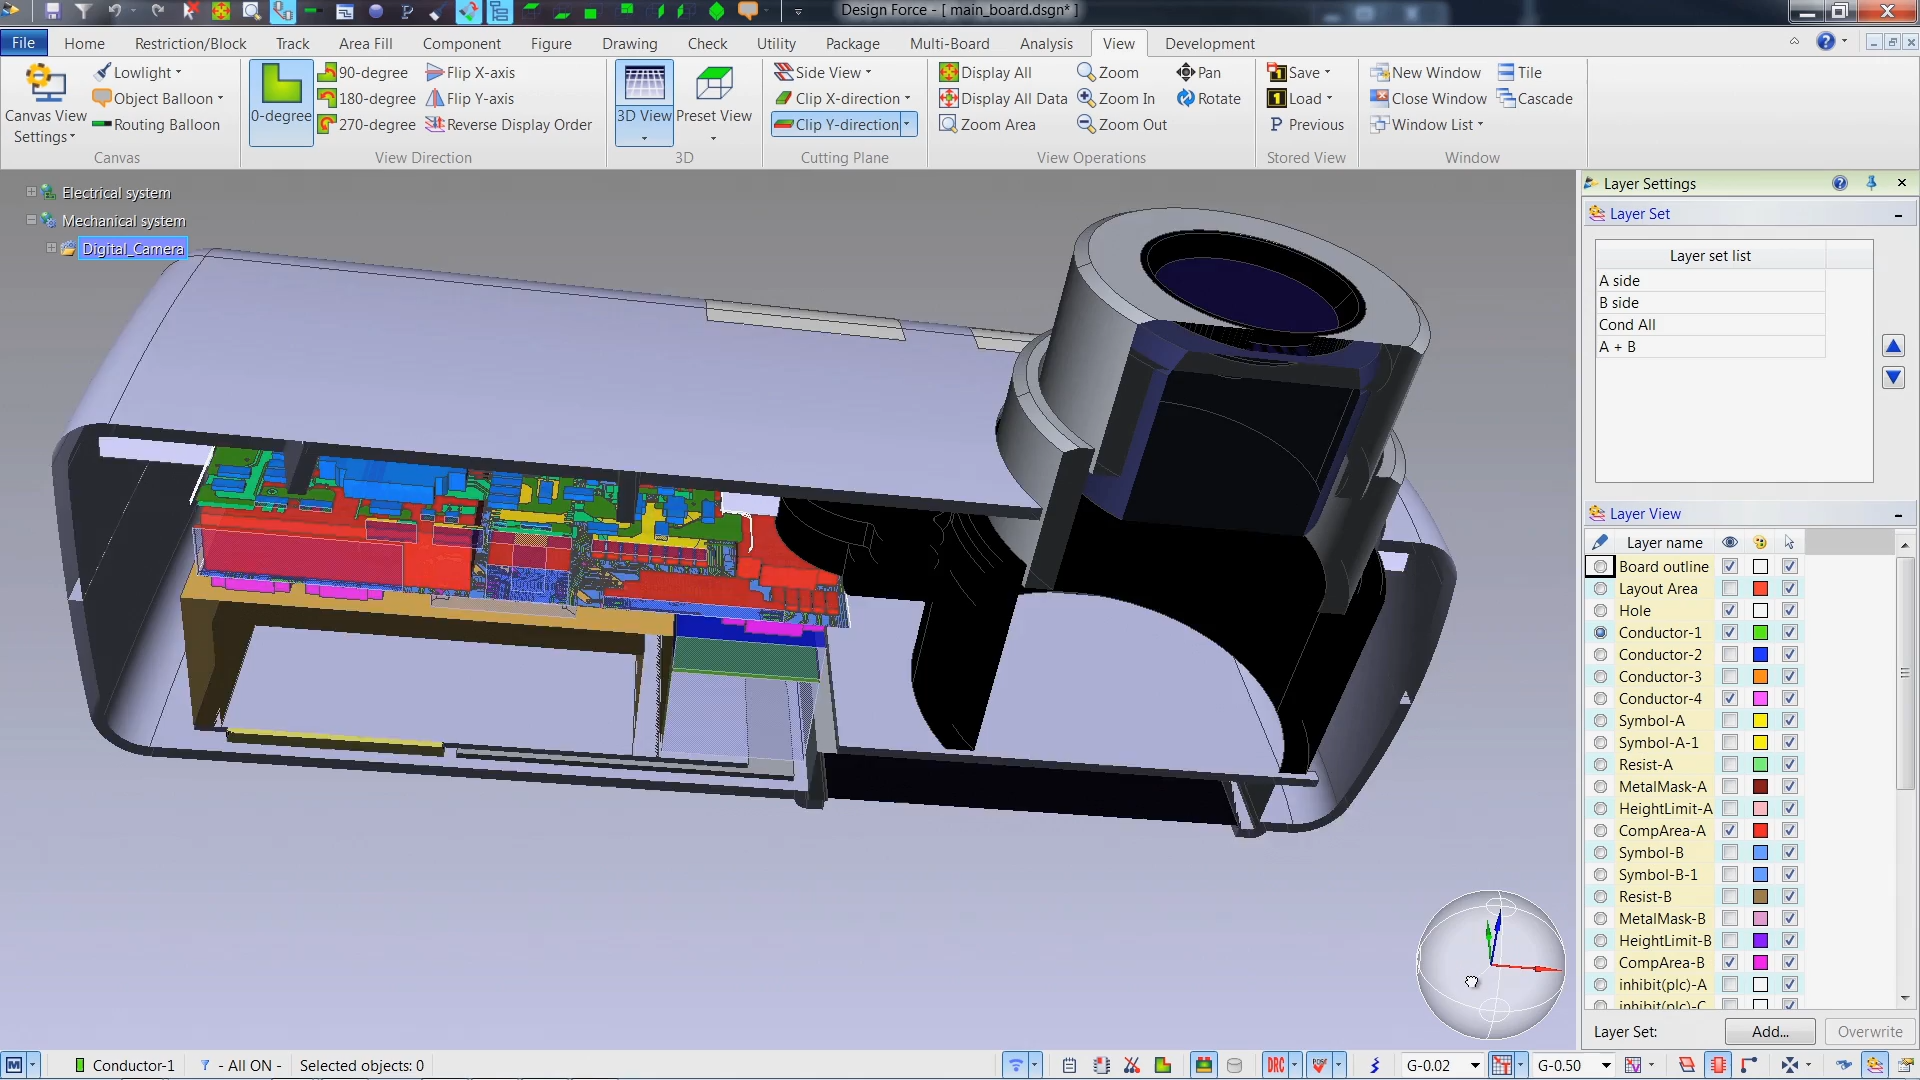 Design Force - [ main_board.dsgn* ]
File Home Restriction/Block Track Area Fill Component Figure Drawing Check Utility Package Multi-Board Analysis View Development
Canvas View Settings
Lowlight
Object Balloon
Routing Balloon
Canvas
0-degree
90-degree
180-degree
270-degree
Flip X-axis
Flip Y-axis
Reverse Display Order
View Direction
3D View
Preset View
3D
Side View
Clip X-direction
Clip Y-direction
Cutting Plane
Display All
Display All Data
Zoom Area
Zoom
Zoom In
Zoom Out
Pan
Rotate
View Operations
Save
Load
Previous
Stored View
New Window
Close Window
Window List
Tile
Cascade
Window
Electrical system
Mechanical system
Digital_Camera
Layer Settings
Layer Set
Layer set list
A side
B side
Cond All
A + B
Layer View
Layer name
Board outline
Layout Area
Hole
Conductor-1
Conductor-2
Conductor-3
Conductor-4
Symbol-A
Symbol-A-1
Resist-A
MetalMask-A
HeightLimit-A
CompArea-A
Symbol-B
Symbol-B-1
Resist-B
MetalMask-B
HeightLimit-B
CompArea-B
inhibit(plc)-A
inhibit(plc)-C
Layer Set: Add... Overwrite
Conductor-1 - All ON - Selected objects: 0 DRC G-0.02 G-0.50